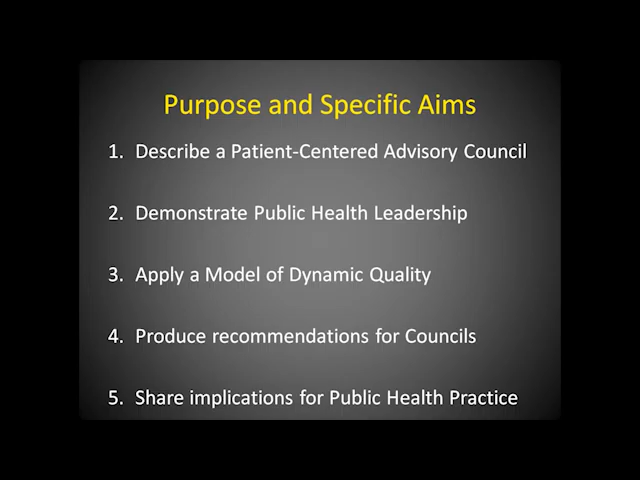 Purpose and Specific Aims
1. Describe a Patient-Centered Advisory Council
2. Demonstrate Public Health Leadership
3. Apply a Model of Dynamic Quality
4. Produce recommendations for Councils
5. Share implications for Public Health Practice